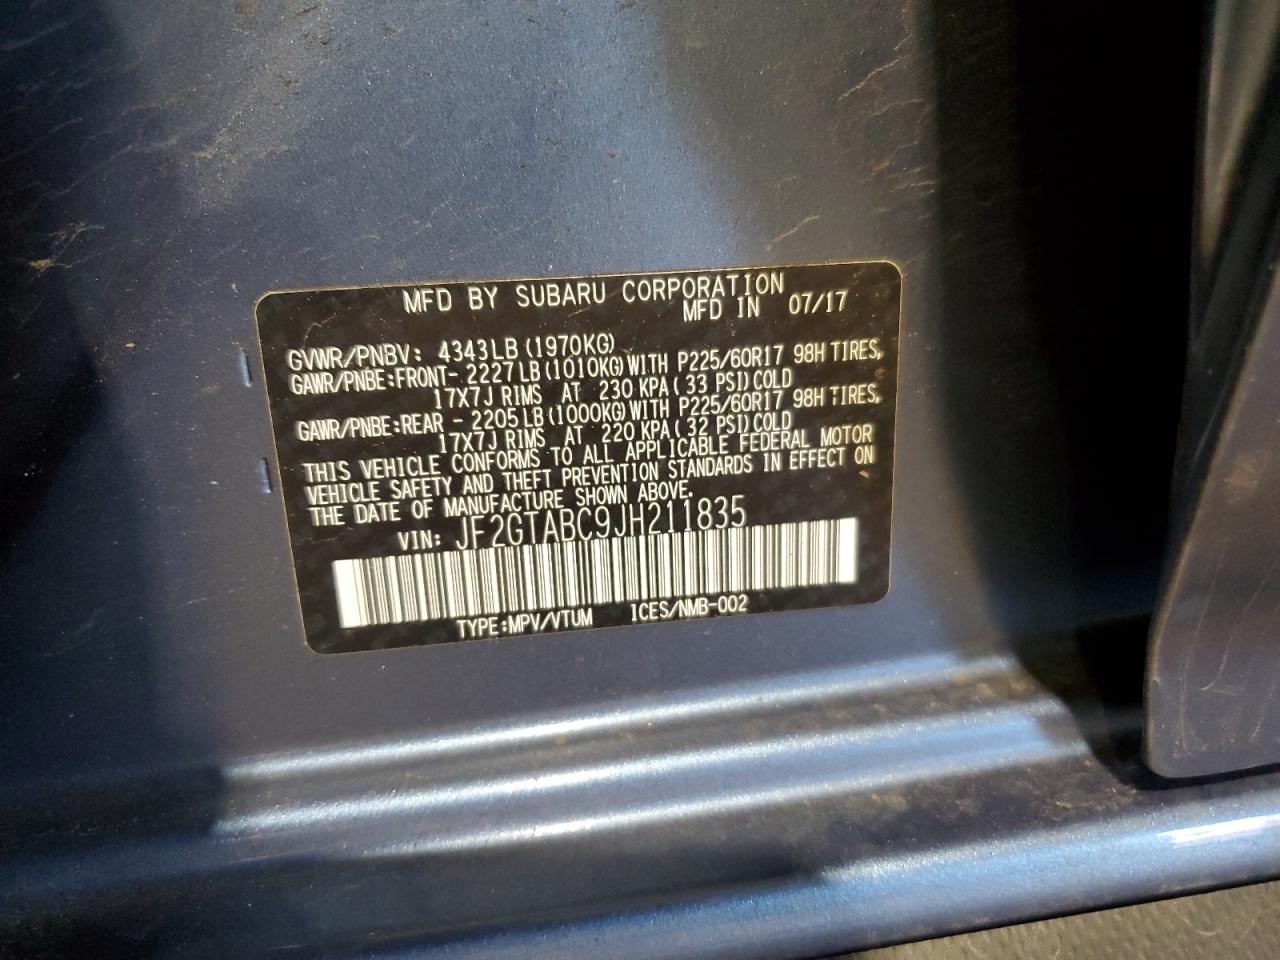 MFD BY SUBARU CORPORATION
MFD IN 07/17
GVWR/PNBV: 4343LB (1970KG)
GAWR/PNBE:FRONT- 2227LB (1010KG) WITH P225/60R17 98H TIRES,
17X7J RIMS AT 230 KPA( 33 PSI)COLD
GAWR/PNBE:REAR - 2205LB (1000KG) WITH P225/60R17 98H TIRES,
17X7J RIMS AT 220 KPA( 32 PSI)COLD
THIS VEHICLE CONFORMS TO ALL APPLICABLE FEDERAL MOTOR
VEHICLE SAFETY AND THEFT PREVENTION STANDARDS IN EFFECT ON
THE DATE OF MANUFACTURE SHOWN ABOVE.
VIN: JF2GTABC9JH211835
TYPE:MPV/VTUM ICES/NMB-002